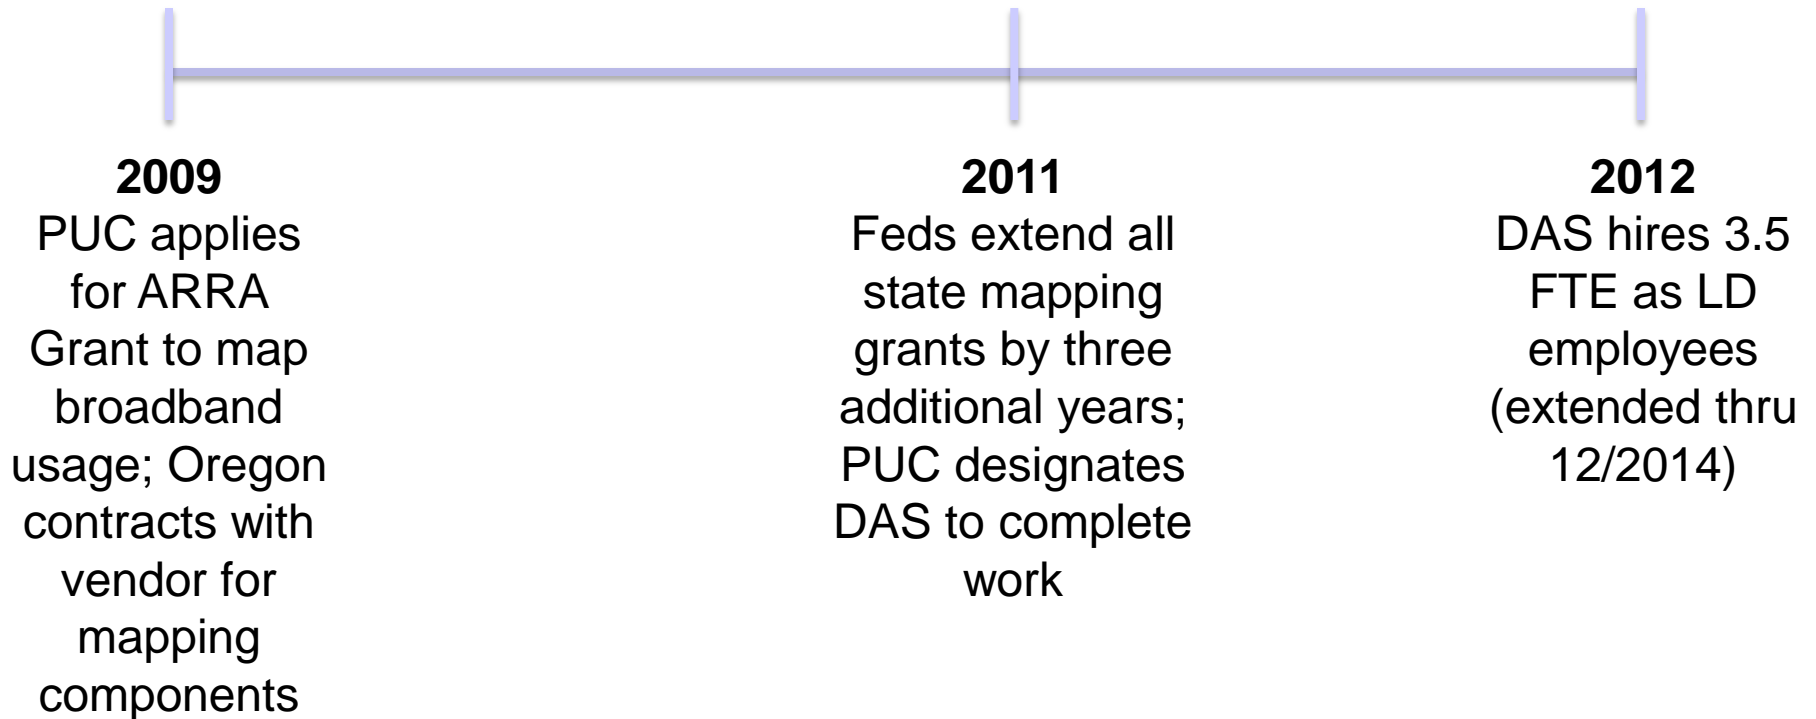 2009
PUC applies
for ARRA
Grant to map
broadband
usage; Oregon
contracts with
vendor for
mapping
components
2011
Feds extend all
state mapping
grants by three
additional years;
PUC designates
DAS to complete
work
2012
DAS hires 3.5
FTE as LD
employees
(extended thru
12/2014)